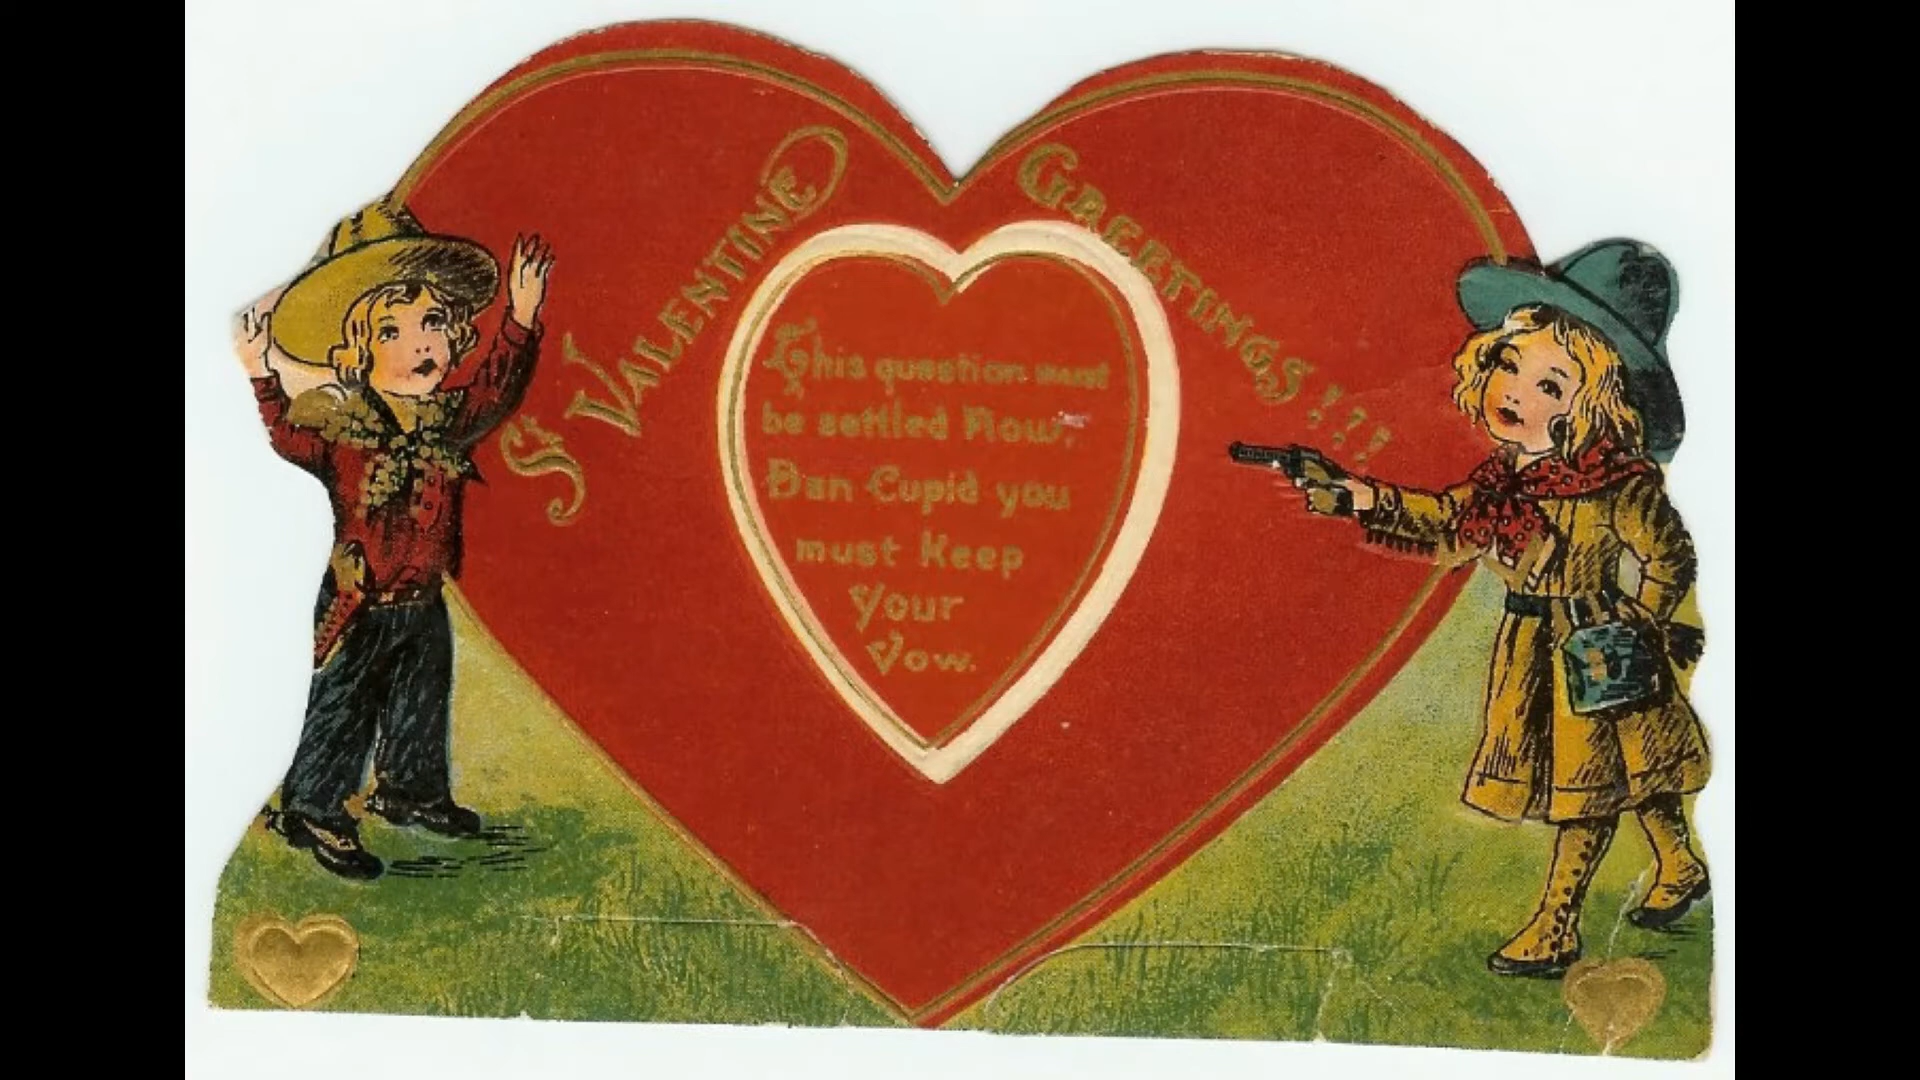 St Valentine Greetings!!!
This question must
be settled Now,
Dan Cupid you
must Keep
Your
Vow.